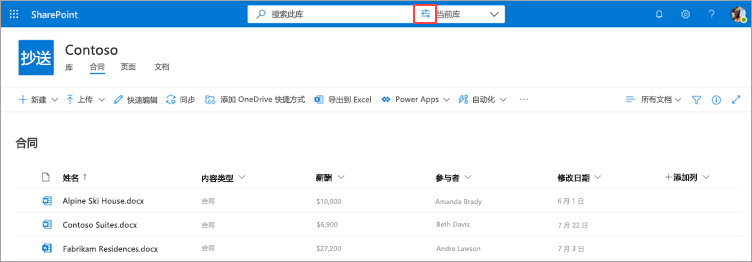 SharePoint 搜索此库 当前库 ?
抄送 Contoso
库 合同 页面 文档
+ 新建 上传 快速编辑 同步 添加 OneDrive 快捷方式 导出到 Excel Power Apps 自动化 ··· 所有文档
合同
姓名 ↑ 内容类型 薪酬 参与者 修改日期 +添加列
Alpine Ski House.docx 合同 $10,000 Amanda Brady 6 月 1 日
Contoso Suites.docx 合同 $6,900 Beth Davis 7 月 22 日
Fabrikam Residences.docx 合同 $27,200 Andre Lawson 7 月 3 日